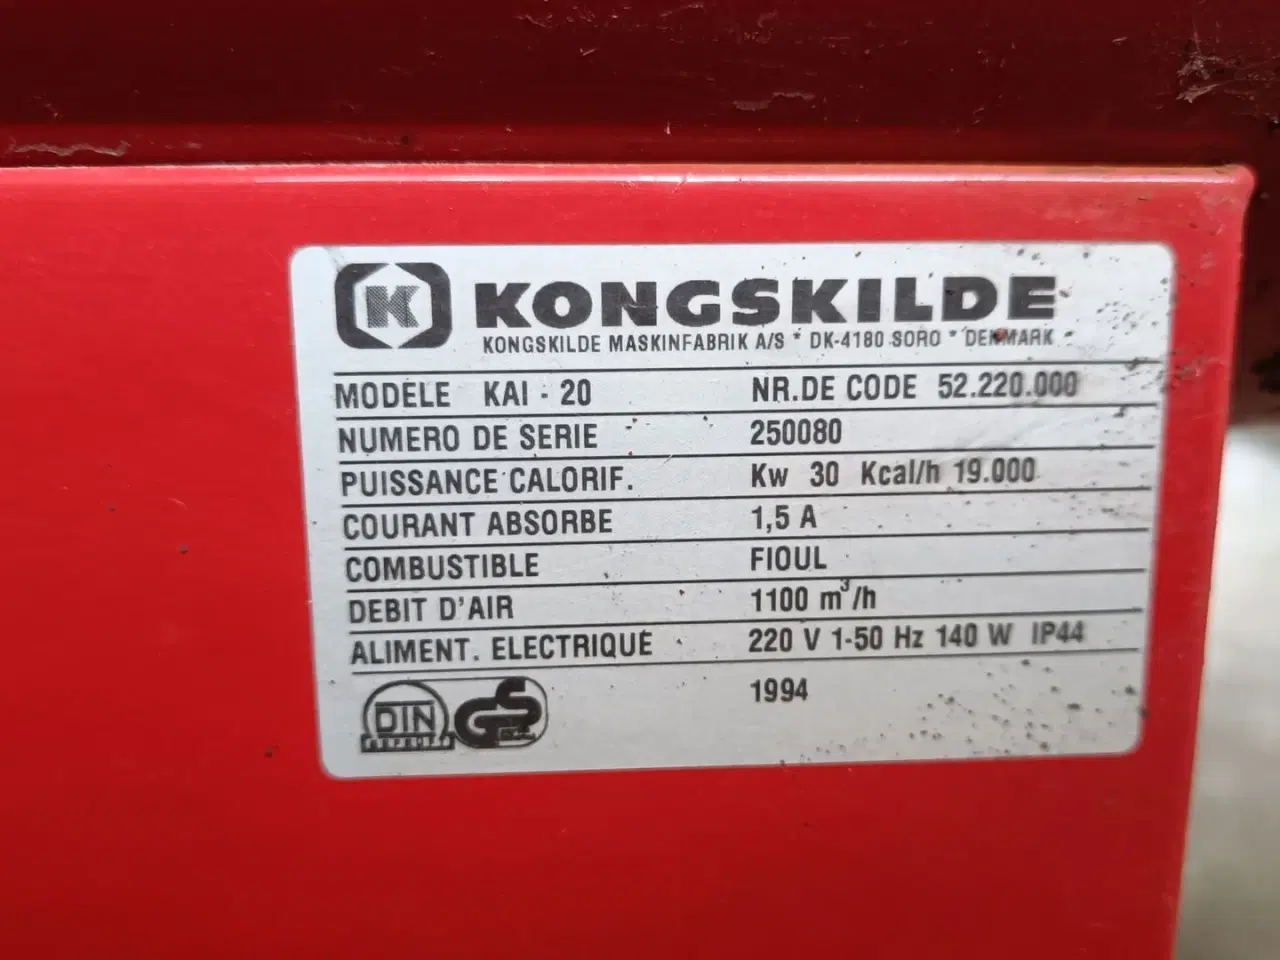 K KONGSKILDE
KONGSKILDE MASKINFABRIK A/S * DK-4180 SORO * DENMARK
MODELE KAI - 20 NR.DE CODE 52.220.000
NUMERO DE SERIE 250080
PUISSANCE CALORIF. Kw 30 Kcal/h 19.000
COURANT ABSORBE 1,5 A
COMBUSTIBLE FIOUL
DEBIT D'AIR 1100 m³/h
ALIMENT. ELECTRIQUE 220 V 1-50 Hz 140 W IP44
DIN GS 1994
GEPRÜFT